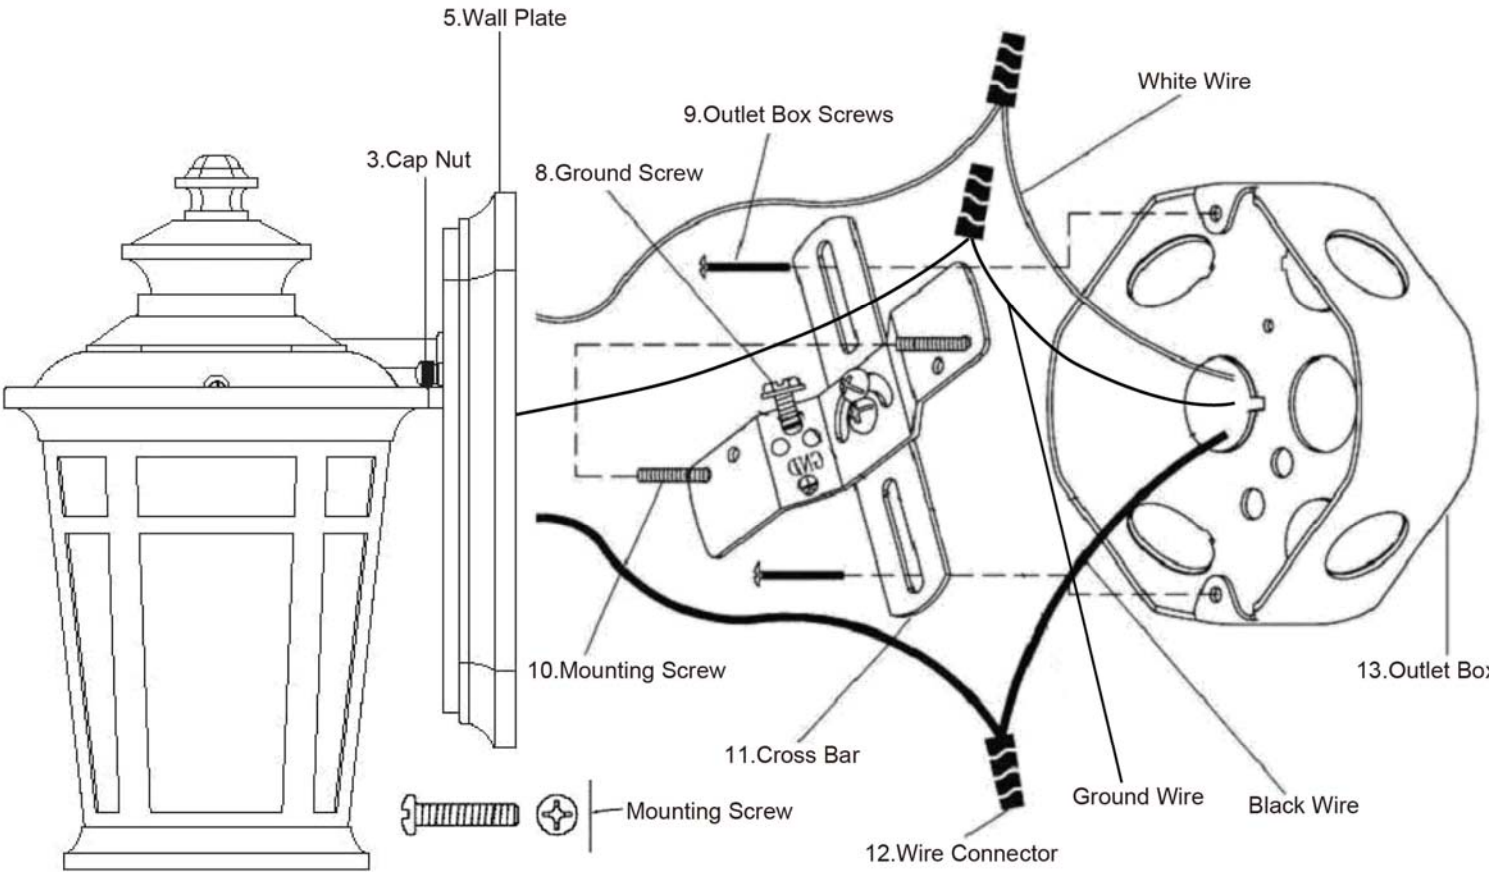 5.Wall Plate
White Wire
9.Outlet Box Screws
3.Cap Nut
8.Ground Screw
GND
10.Mounting Screw
13.Outlet Box
11.Cross Bar
Ground Wire
Black Wire
Mounting Screw
12.Wire Connector